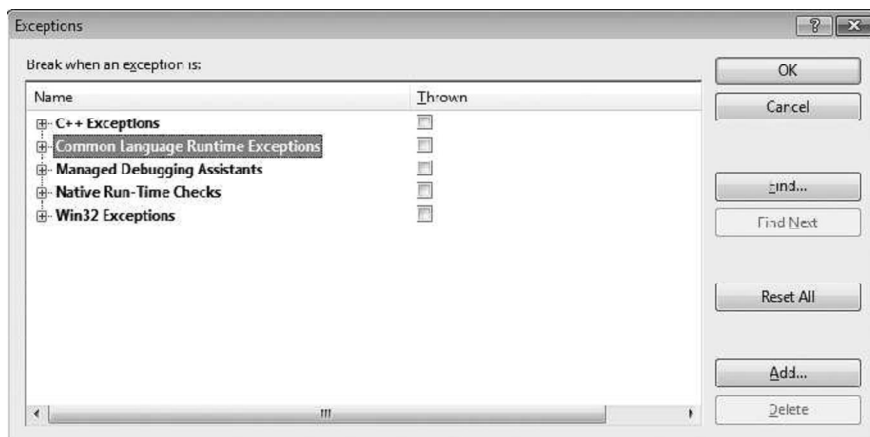 Exceptions
Break when an exception is:
Name Thrown
C++ Exceptions
Common Language Runtime Exceptions
Managed Debugging Assistants
Native Run-Time Checks
Win32 Exceptions
OK
Cancel
Find...
Find Next
Reset All
Add...
Delete